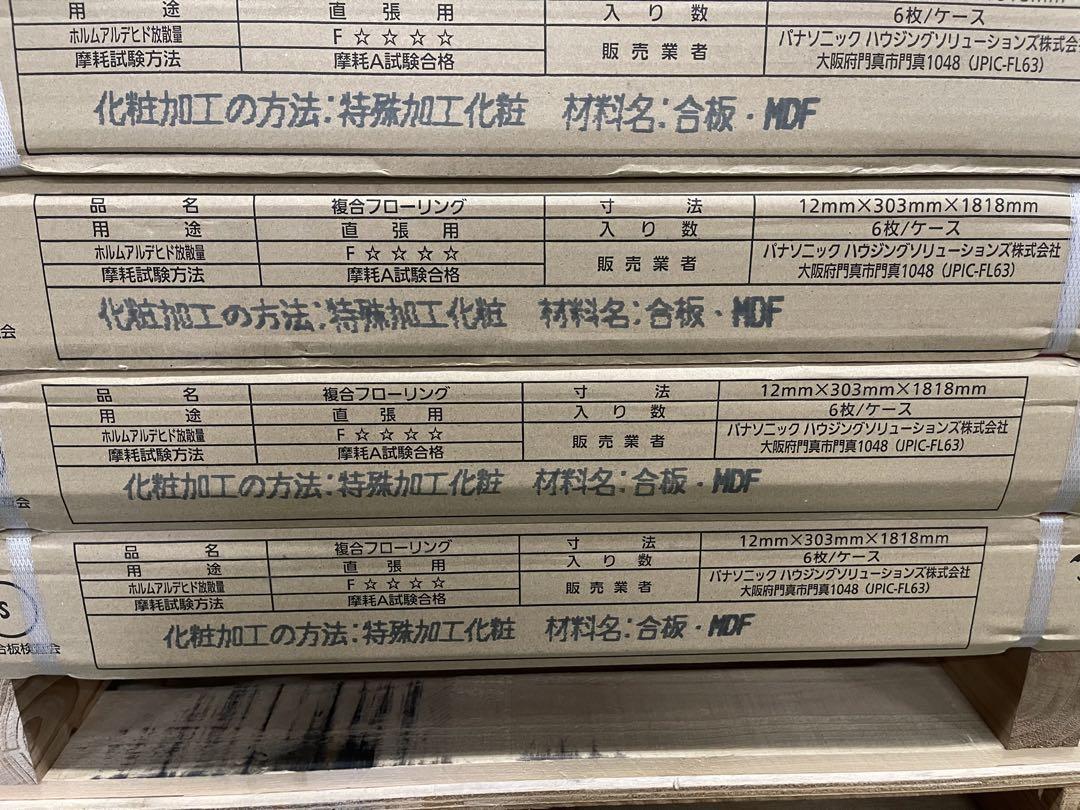 用途 直張用 入り数 6枚/ケース
ホルムアルデヒド放散量 F☆☆☆☆ 販売業者 パナソニック ハウジングソリューションズ株式会
摩耗試験方法 摩耗A試験合格 大阪府門真市門真1048（JPIC-FL63）
化粧加工の方法:特殊加工化粧 材料名:合板・MDF
品名 複合フローリング 寸法 12mm×303mm×1818mm
用途 直張用 入り数 6枚/ケース
ホルムアルデヒド放散量 F☆☆☆☆ 販売業者 パナソニック ハウジングソリューションズ株式会社
摩耗試験方法 摩耗A試験合格 大阪府門真市門真1048（JPIC-FL63）
化粧加工の方法:特殊加工化粧 材料名:合板・MDF
会
品名 複合フローリング 寸法 12mm×303mm×1818mm
用途 直張用 入り数 6枚/ケース
ホルムアルデヒド放散量 F☆☆☆☆ 販売業者 パナソニック ハウジングソリューションズ株式会社
摩耗試験方法 摩耗A試験合格 大阪府門真市門真1048（JPIC-FL63）
化粧加工の方法:特殊加工化粧 材料名:合板・MDF
会
品名 複合フローリング 寸法 12mm×303mm×1818mm
用途 直張用 入り数 6枚/ケース
ホルムアルデヒド放散量 F☆☆☆☆ 販売業者 パナソニック ハウジングソリューションズ株式会社
摩耗試験方法 摩耗A試験合格 大阪府門真市門真1048（JPIC-FL63）
化粧加工の方法:特殊加工化粧 材料名:合板・MDF
S
合板検 会